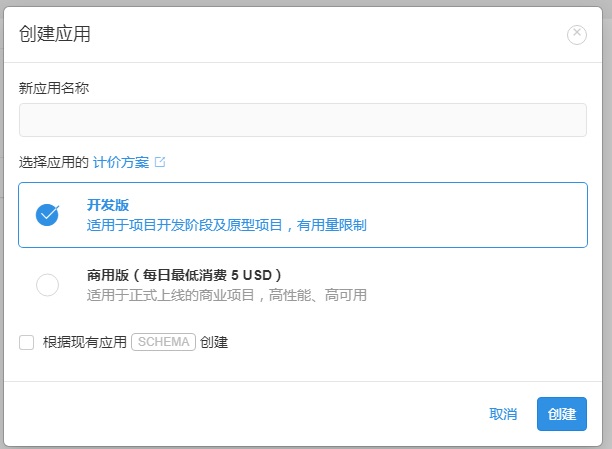 创建应用
新应用名称
选择应用的 计价方案
开发版
适用于项目开发阶段及原型项目，有用量限制
商用版（每日最低消费 5 USD）
适用于正式上线的商业项目，高性能、高可用
根据现有应用 SCHEMA 创建
取消 创建